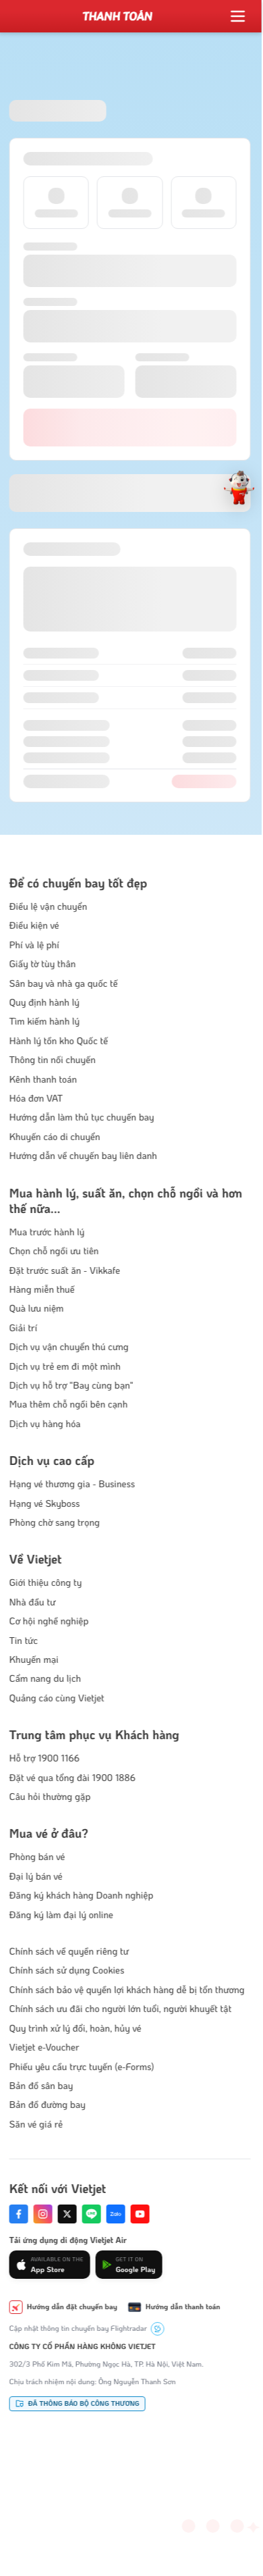 THANH TOÁN
Để có chuyến bay tốt đẹp
Điều lệ vận chuyển
Điều kiện vé
Phí và lệ phí
Giấy tờ tùy thân
Sân bay và nhà ga quốc tế
Quy định hành lý
Tìm kiếm hành lý
Hành lý tồn kho Quốc tế
Thông tin nối chuyến
Kênh thanh toán
Hóa đơn VAT
Hướng dẫn làm thủ tục chuyến bay
Khuyến cáo di chuyển
Hướng dẫn về chuyến bay liên danh
Mua hành lý, suất ăn, chọn chỗ ngồi và hơn
thế nữa...
Mua trước hành lý
Chọn chỗ ngồi ưu tiên
Đặt trước suất ăn - Vikkafe
Hàng miễn thuế
Quà lưu niệm
Giải trí
Dịch vụ vận chuyển thú cưng
Dịch vụ trẻ em đi một mình
Dịch vụ hỗ trợ "Bay cùng bạn"
Mua thêm chỗ ngồi bên cạnh
Dịch vụ hàng hóa
Dịch vụ cao cấp
Hạng vé thương gia - Business
Hạng vé Skyboss
Phòng chờ sang trọng
Về Vietjet
Giới thiệu công ty
Nhà đầu tư
Cơ hội nghề nghiệp
Tin tức
Khuyến mại
Cẩm nang du lịch
Quảng cáo cùng Vietjet
Trung tâm phục vụ Khách hàng
Hỗ trợ 1900 1166
Đặt vé qua tổng đài 1900 1886
Câu hỏi thường gặp
Mua vé ở đâu?
Phòng bán vé
Đại lý bán vé
Đăng ký khách hàng Doanh nghiệp
Đăng ký làm đại lý online
Chính sách về quyền riêng tư
Chính sách sử dụng Cookies
Chính sách bảo vệ quyền lợi khách hàng dễ bị tổn thương
Chính sách ưu đãi cho người lớn tuổi, người khuyết tật
Quy trình xử lý đổi, hoàn, hủy vé
Vietjet e-Voucher
Phiếu yêu cầu trực tuyến (e-Forms)
Bản đồ sân bay
Bản đồ đường bay
Săn vé giá rẻ
Kết nối với Vietjet
Zalo
Tải ứng dụng di động Vietjet Air
AVAILABLE ON THE
App Store
GET IT ON
Google Play
Hướng dẫn đặt chuyến bay
Hướng dẫn thanh toán
Cập nhật thông tin chuyến bay Flightradar
CÔNG TY CỔ PHẦN HÀNG KHÔNG VIETJET
302/3 Phố Kim Mã, Phường Ngọc Hà, TP. Hà Nội, Việt Nam.
Chịu trách nhiệm nội dung: Ông Nguyễn Thanh Sơn
ĐÃ THÔNG BÁO BỘ CÔNG THƯƠNG